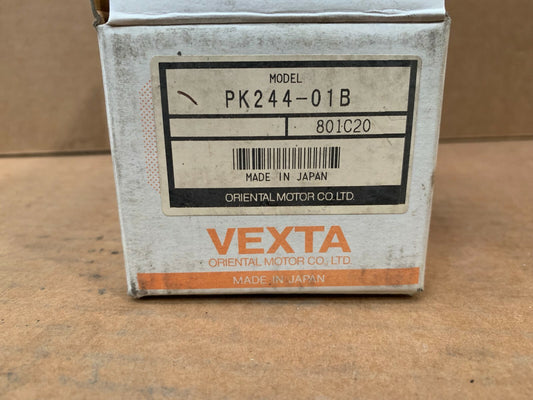 MODEL
PK244-01B
801C20
MADE IN JAPAN
ORIENTAL MOTOR CO.LTD.
VEXTA
ORIENTAL MOTOR CO., LTD.
MADE IN JAPAN